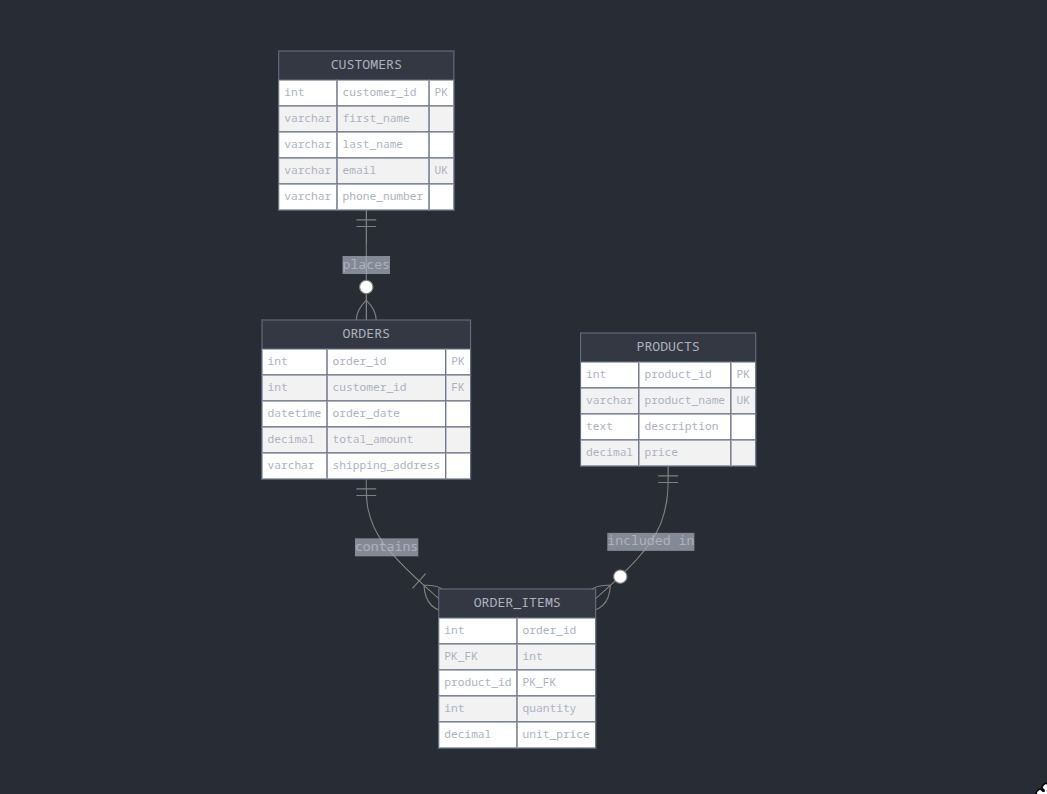 CUSTOMERS
int customer_id PK
varchar first_name
varchar last_name
varchar email UK
varchar phone_number
places
ORDERS
int order_id PK
int customer_id FK
datetime order_date
decimal total_amount
varchar shipping_address
PRODUCTS
int product_id PK
varchar product_name UK
text description
decimal price
contains
included in
ORDER_ITEMS
int order_id
PK_FK int
product_id PK_FK
int quantity
decimal unit_price